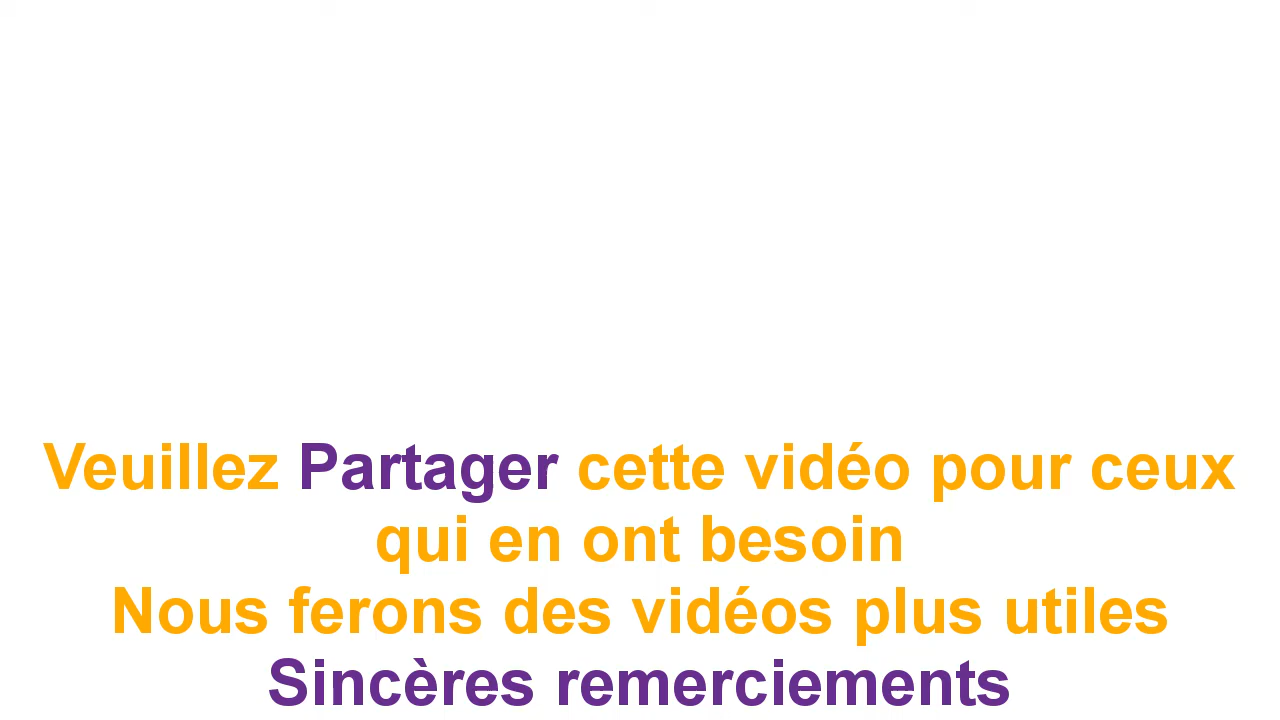 Veuillez Partager cette vidéo pour ceux
qui en ont besoin
Nous ferons des vidéos plus utiles
Sincères remerciements